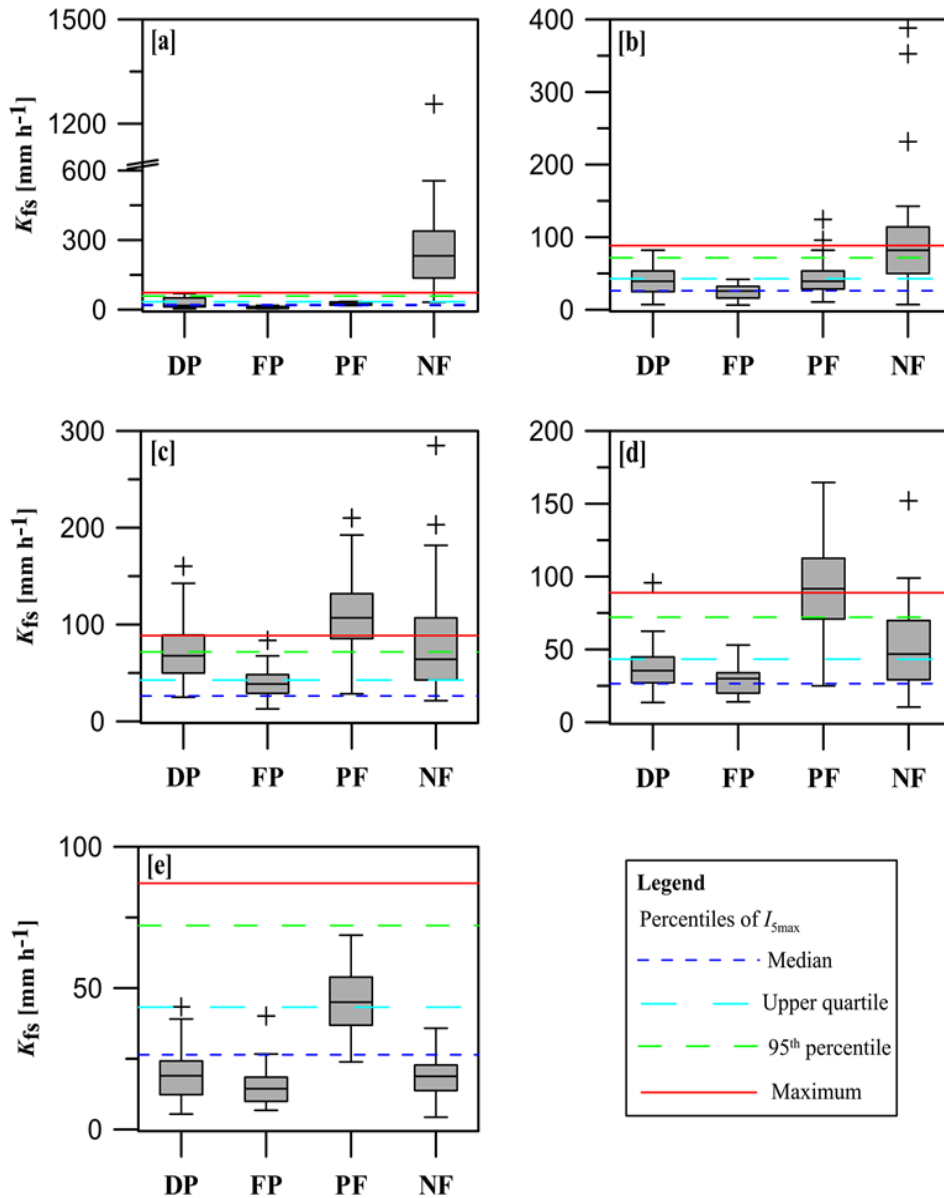 [a]
1500
1200
600
300
0
Kfs [mm h-1]
DP FP PF NF
[b]
400
300
200
100
0
DP FP PF NF
[c]
300
200
100
0
Kfs [mm h-1]
DP FP PF NF
[d]
200
150
100
50
0
DP FP PF NF
[e]
100
50
0
Kfs [mm h-1]
DP FP PF NF
Legend
Percentiles of I5max
Median
Upper quartile
95th percentile
Maximum